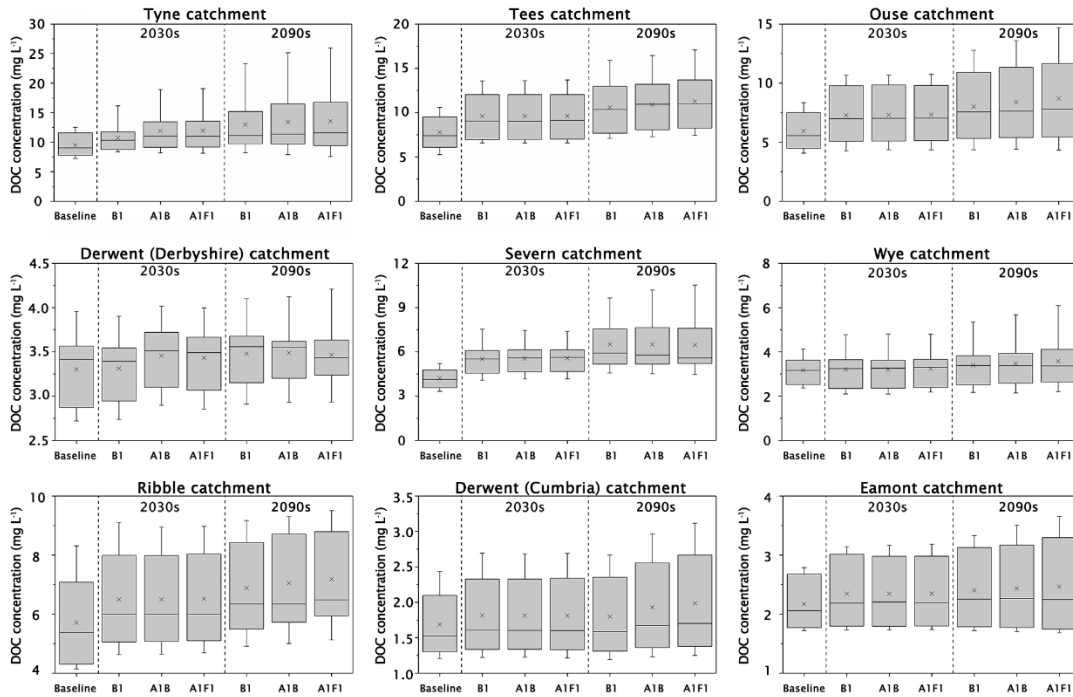 Tyne catchment
DOC concentration (mg L⁻¹)
30
25
20
15
10
5
0
2030s
2090s
Baseline B1 A1B A1F1 B1 A1B A1F1
Tees catchment
DOC concentration (mg L⁻¹)
20
15
10
5
0
2030s
2090s
Baseline B1 A1B A1F1 B1 A1B A1F1
Ouse catchment
DOC concentration (mg L⁻¹)
15
10
5
0
2030s
2090s
Baseline B1 A1B A1F1 B1 A1B A1F1
Derwent (Derbyshire) catchment
DOC concentration (mg L⁻¹)
4.5
4.0
3.5
3.0
2.5
2030s
2090s
Baseline B1 A1B A1F1 B1 A1B A1F1
Severn catchment
DOC concentration (mg L⁻¹)
12
9
6
3
0
2030s
2090s
Baseline B1 A1B A1F1 B1 A1B A1F1
Wye catchment
DOC concentration (mg L⁻¹)
8
6
4
2
0
2030s
2090s
Baseline B1 A1B A1F1 B1 A1B A1F1
Ribble catchment
DOC concentration (mg L⁻¹)
10
8
6
4
2030s
2090s
Baseline B1 A1B A1F1 B1 A1B A1F1
Derwent (Cumbria) catchment
DOC concentration (mg L⁻¹)
3.5
3.0
2.5
2.0
1.5
1.0
2030s
2090s
Baseline B1 A1B A1F1 B1 A1B A1F1
Eamont catchment
DOC concentration (mg L⁻¹)
4
3
2
1
2030s
2090s
Baseline B1 A1B A1F1 B1 A1B A1F1